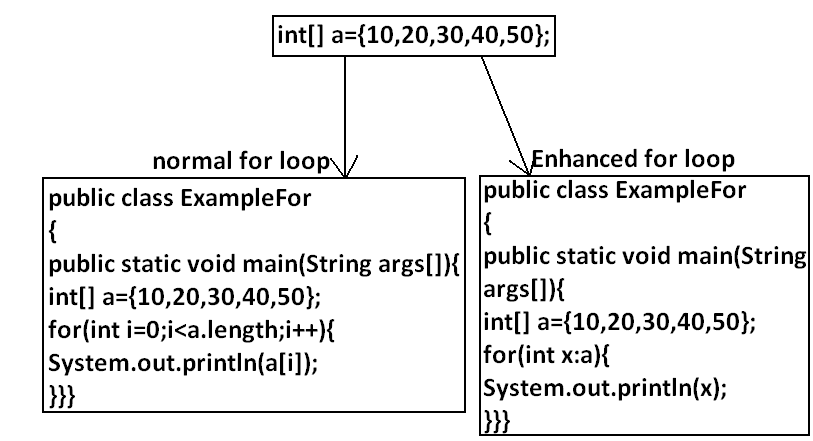 int[] a={10,20,30,40,50};
normal for loop
public class ExampleFor
{
public static void main(String args[]){
int[] a={10,20,30,40,50};
for(int i=0;i<a.length;i++){
System.out.println(a[i]);
}}}
Enhanced for loop
public class ExampleFor
{
public static void main(String
args[]){
int[] a={10,20,30,40,50};
for(int x:a){
System.out.println(x);
}}}